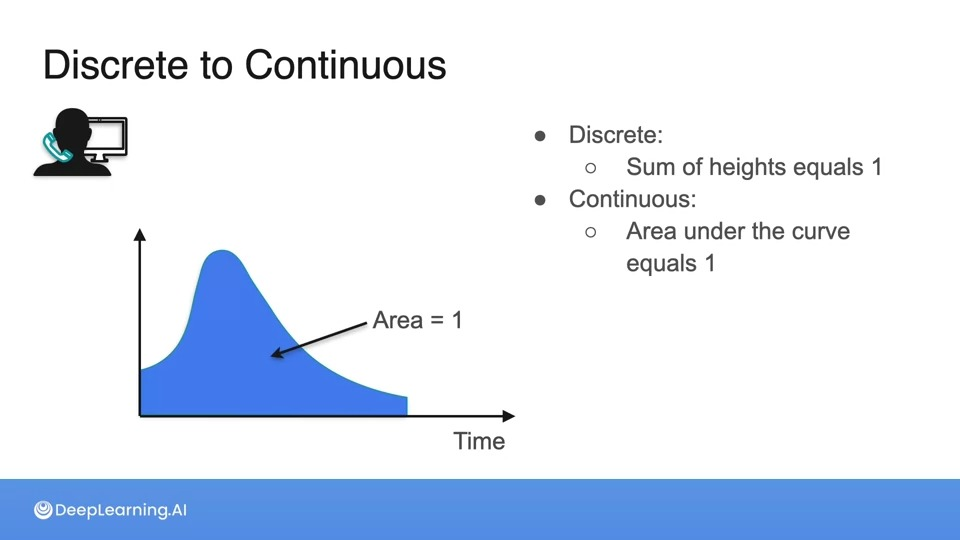 Discrete to Continuous
● Discrete:
○ Sum of heights equals 1
● Continuous:
○ Area under the curve
equals 1
Area = 1
Time
DeepLearning.AI